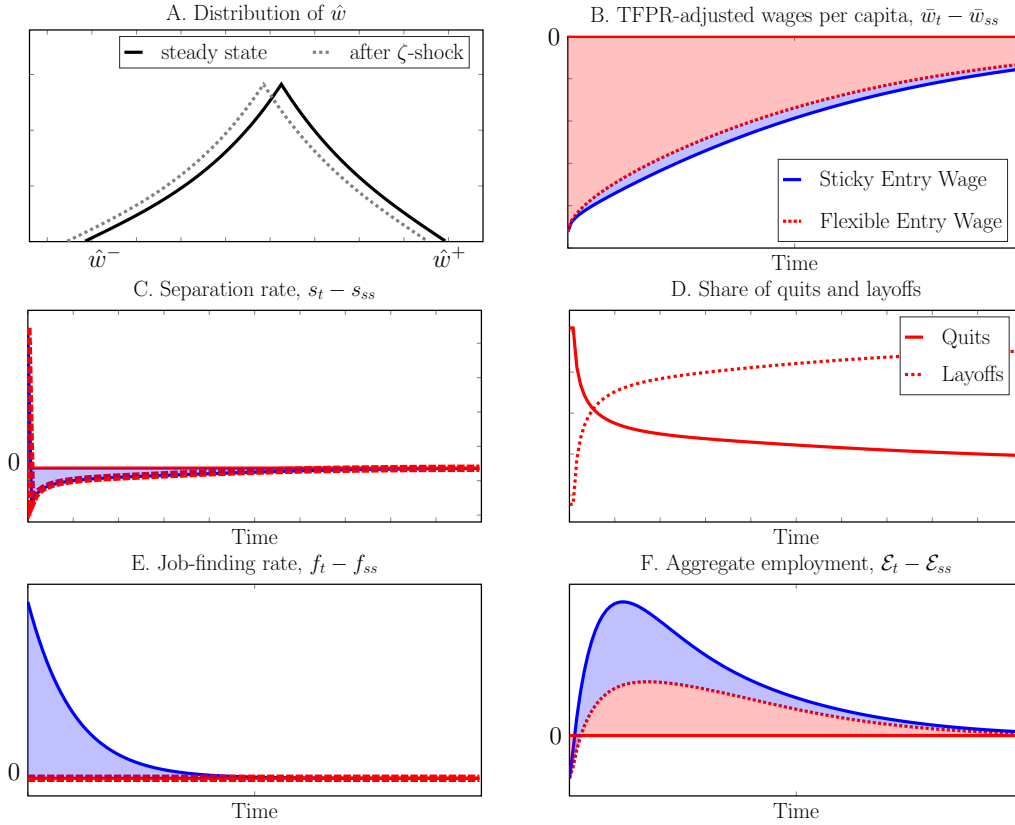 A. Distribution of ŵ
steady state
after ζ-shock
ŵ⁻
ŵ⁺
B. TFPR-adjusted wages per capita, w̄ₜ − w̄ₛₛ
0
Sticky Entry Wage
Flexible Entry Wage
Time
C. Separation rate, sₜ − sₛₛ
0
Time
D. Share of quits and layoffs
Quits
Layoffs
Time
E. Job-finding rate, fₜ − fₛₛ
0
Time
F. Aggregate employment, ℰₜ − ℰₛₛ
0
Time